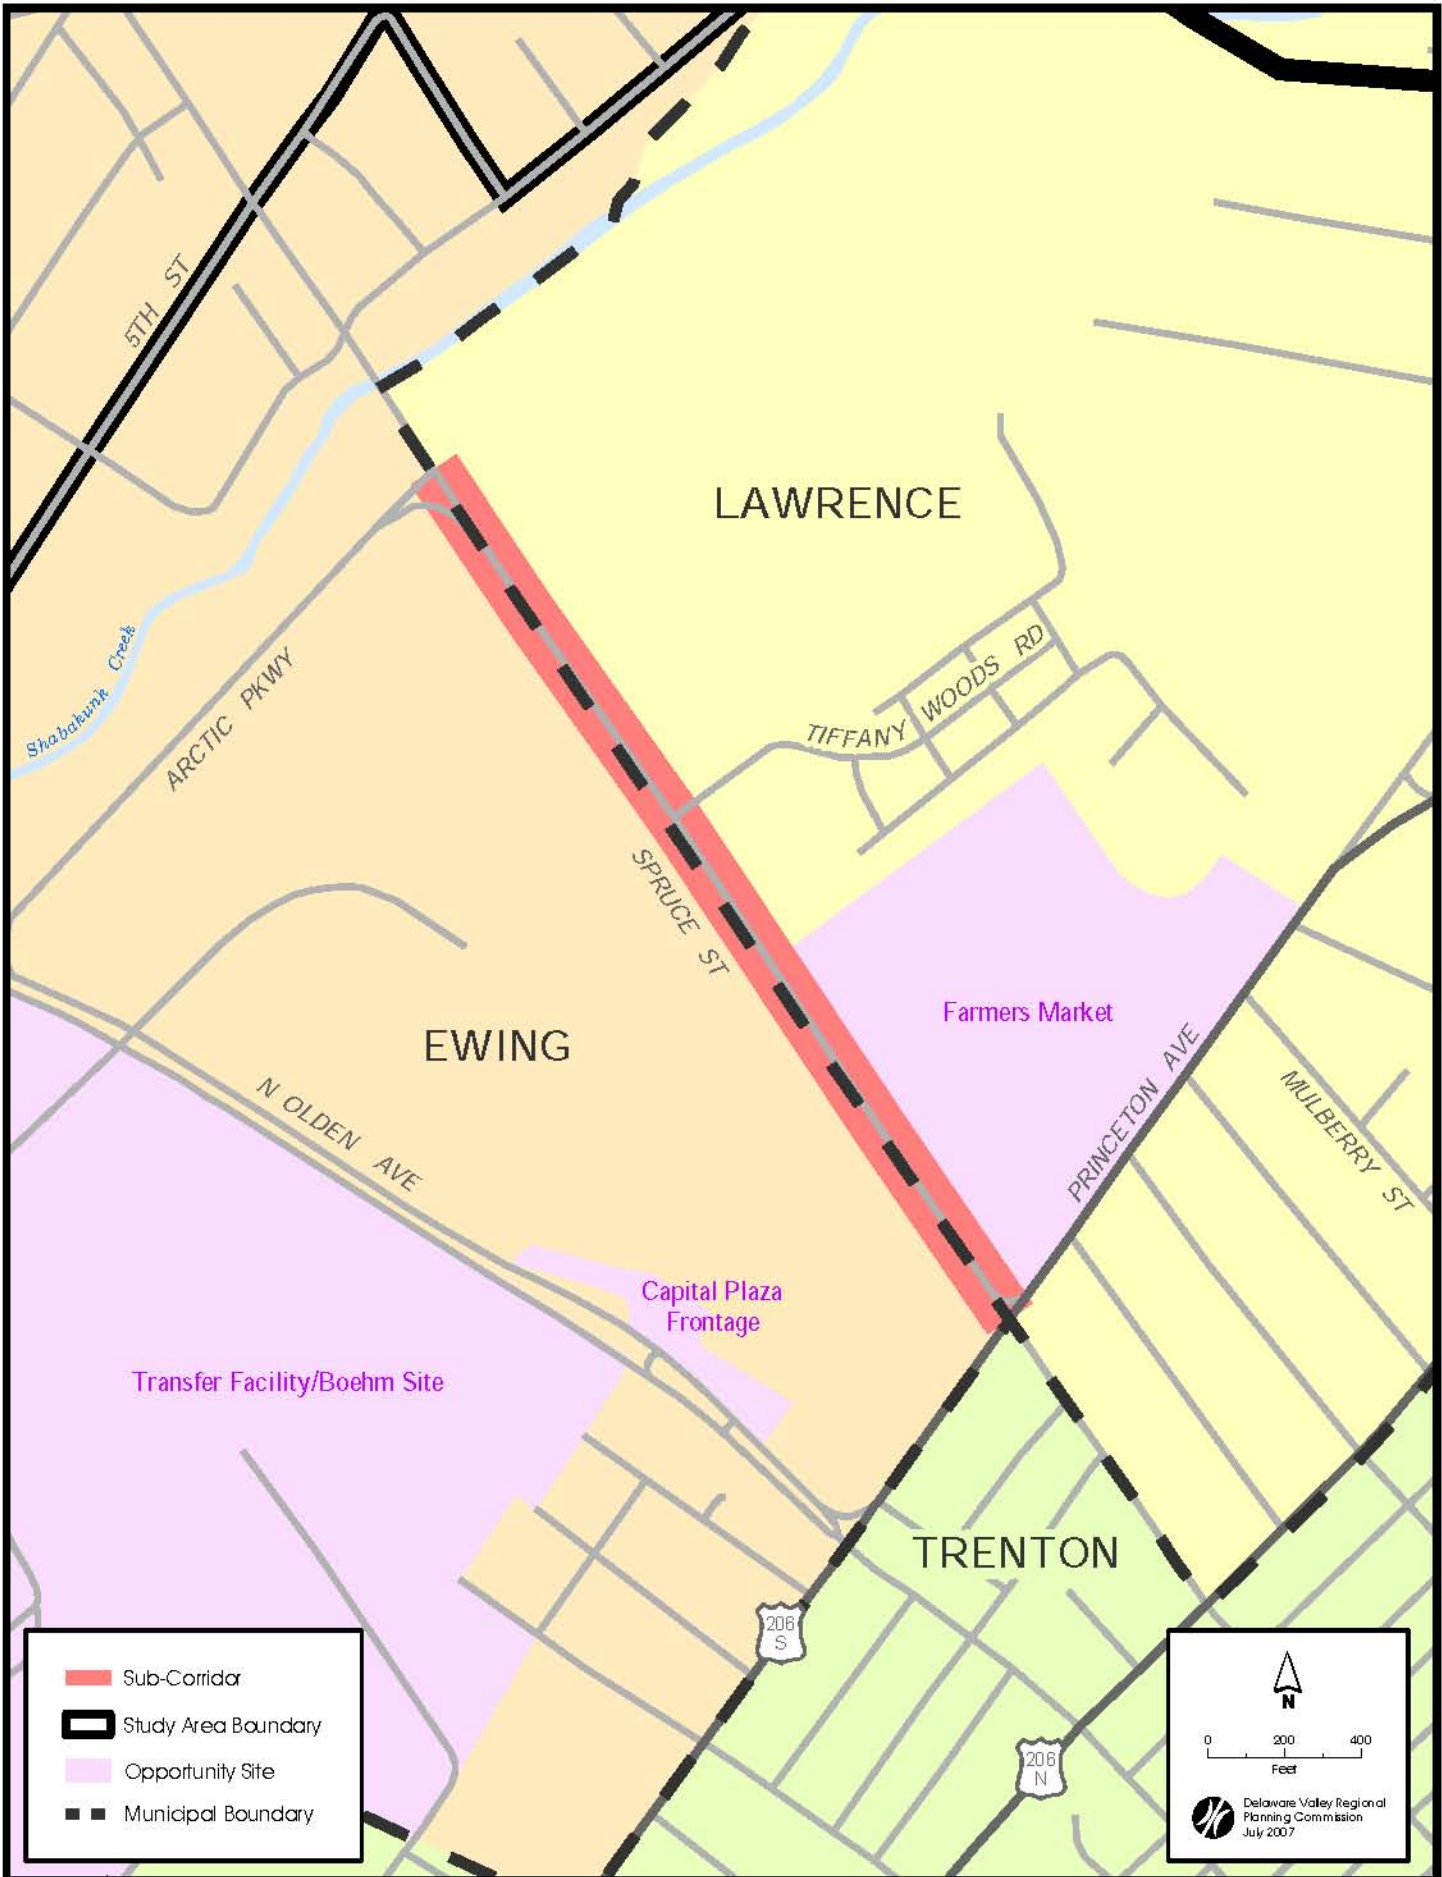 5TH ST
LAWRENCE
Shabakunk Creek
ARCTIC PKWY
TIFFANY WOODS RD
SPRUCE ST
Farmers Market
EWING
PRINCETON AVE
MULBERRY ST
N OLDEN AVE
Capital Plaza
Frontage
Transfer Facility/Boehm Site
TRENTON
206
S
206
N
Sub-Corridor
Study Area Boundary
Opportunity Site
Municipal Boundary
N
0 200 400
Feet
Delaware Valley Regional
Planning Commission
July 2007